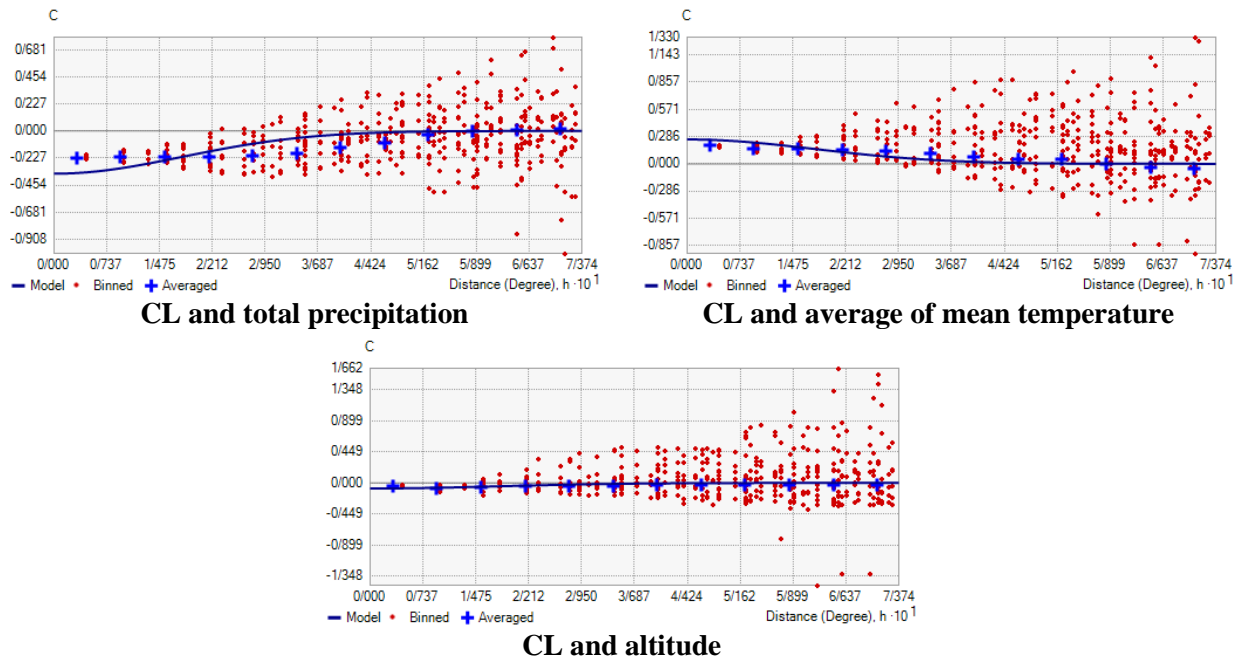 C
0/681
0/454
0/227
0/000
-0/227
-0/454
-0/681
-0/908
0/000 0/737 1/475 2/212 2/950 3/687 4/424 5/162 5/899 6/637 7/374
Distance (Degree), h ·10 1
Model Binned Averaged
CL and total precipitation
C
1/330
1/143
0/857
0/571
0/286
0/000
-0/286
-0/571
-0/857
0/000 0/737 1/475 2/212 2/950 3/687 4/424 5/162 5/899 6/637 7/374
Distance (Degree), h ·10 1
Model Binned Averaged
CL and average of mean temperature
C
1/662
1/348
0/899
0/449
0/000
-0/449
-0/899
-1/348
0/000 0/737 1/475 2/212 2/950 3/687 4/424 5/162 5/899 6/637 7/374
Distance (Degree), h ·10 1
Model Binned Averaged
CL and altitude